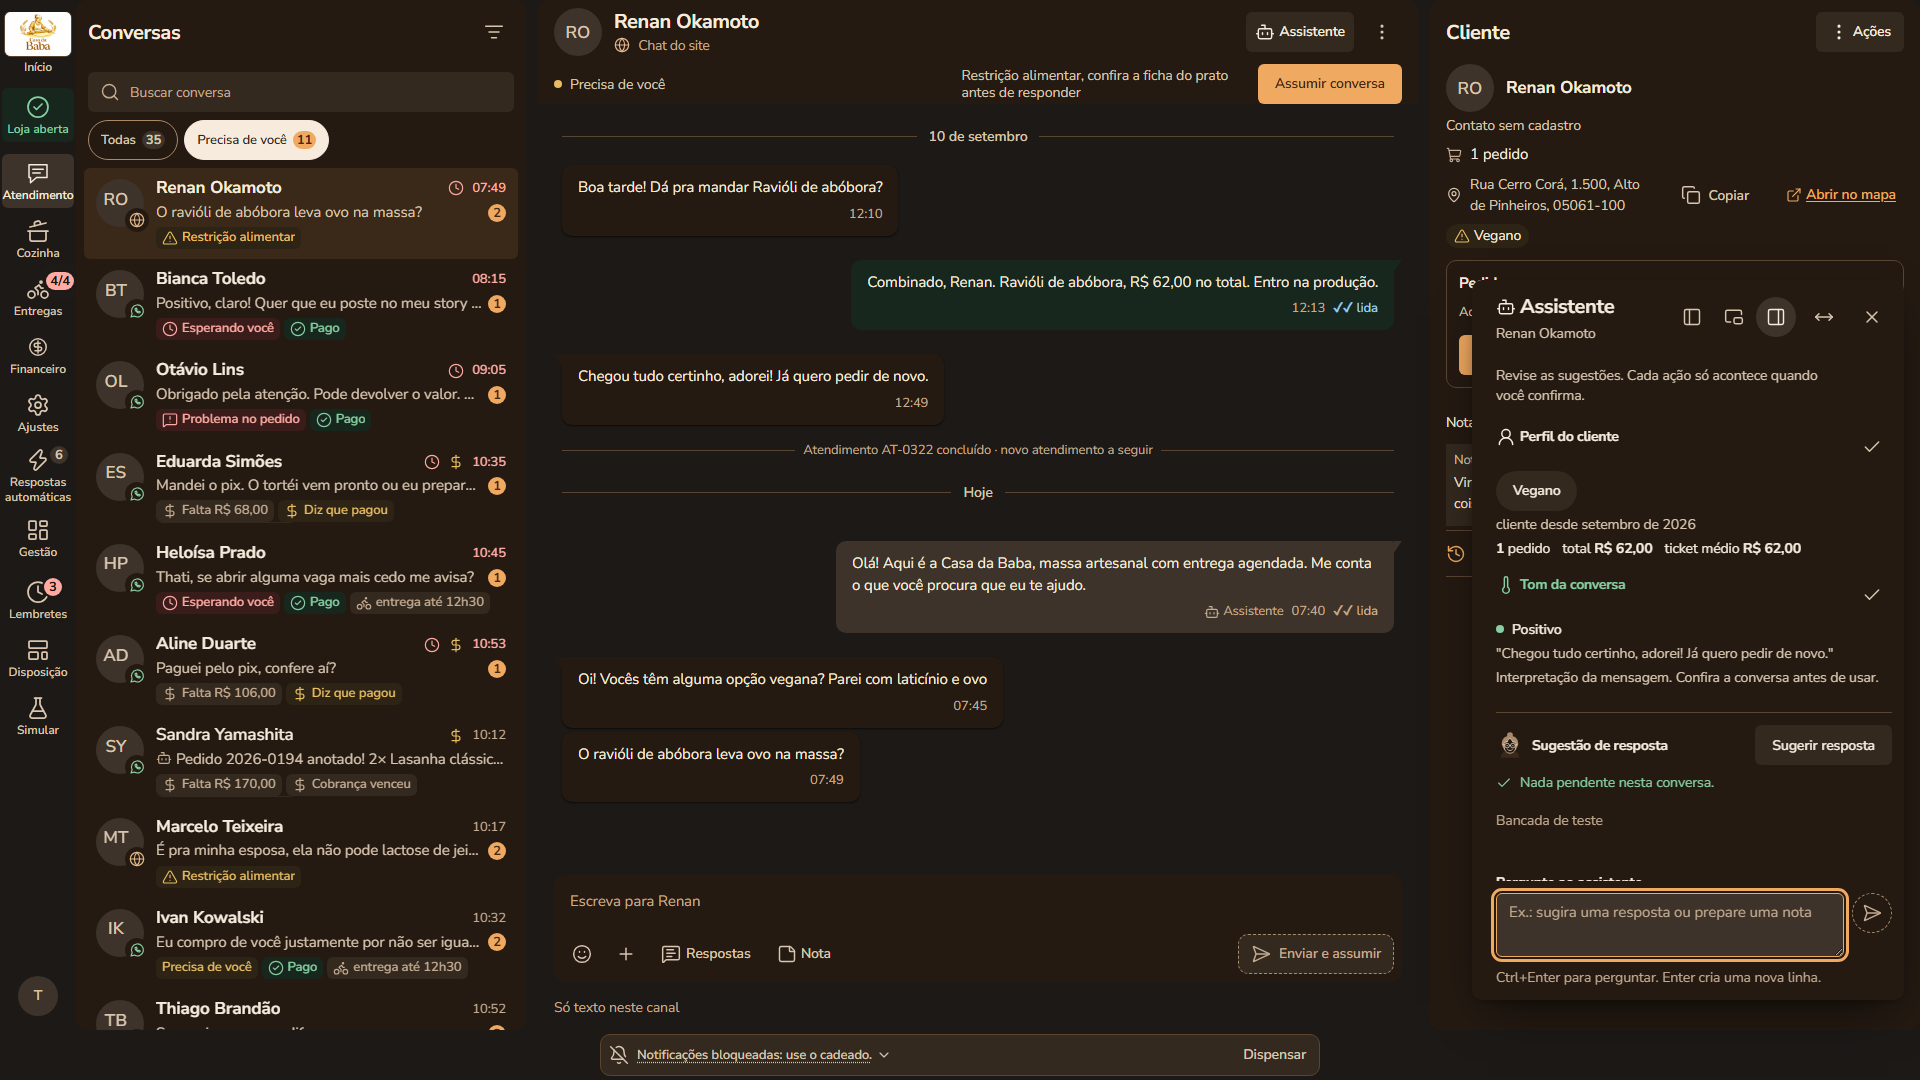 Casa da
Baba
Início
Loja aberta
Atendimento
Cozinha
4/4
Entregas
Financeiro
Ajustes
6
Respostas
automáticas
Gestão
3
Lembretes
Disposição
Simular
T
Conversas
Buscar conversa
Todas 35
Precisa de você 11
RO
Renan Okamoto
07:49
O ravióli de abóbora leva ovo na massa?
2
Restrição alimentar
BT
Bianca Toledo
08:15
Positivo, claro! Quer que eu poste no meu story ...
1
Esperando você
Pago
OL
Otávio Lins
09:05
Obrigado pela atenção. Pode devolver o valor. ...
1
Problema no pedido
Pago
ES
Eduarda Simões
10:35
Mandei o pix. O tortéi vem pronto ou eu prepar...
1
Falta R$ 68,00
Diz que pagou
HP
Heloísa Prado
10:45
Thati, se abrir alguma vaga mais cedo me avisa?
1
Esperando você
Pago
entrega até 12h30
AD
Aline Duarte
10:53
Paguei pelo pix, confere aí?
1
Falta R$ 106,00
Diz que pagou
SY
Sandra Yamashita
10:12
Pedido 2026-0194 anotado! 2× Lasanha clássic...
Falta R$ 170,00
Cobrança venceu
MT
Marcelo Teixeira
10:17
É pra minha esposa, ela não pode lactose de jei...
2
Restrição alimentar
IK
Ivan Kowalski
10:32
Eu compro de você justamente por não ser igua...
2
Precisa de você
Pago
entrega até 12h30
TB
Thiago Brandão
10:52
RO
Renan Okamoto
Chat do site
Assistente
Precisa de você
Restrição alimentar, confira a ficha do prato
antes de responder
Assumir conversa
10 de setembro
Boa tarde! Dá pra mandar Ravióli de abóbora?
12:10
Combinado, Renan. Ravióli de abóbora, R$ 62,00 no total. Entro na produção.
12:13 lida
Chegou tudo certinho, adorei! Já quero pedir de novo.
12:49
Atendimento AT-0322 concluído · novo atendimento a seguir
Hoje
Olá! Aqui é a Casa da Baba, massa artesanal com entrega agendada. Me conta
o que você procura que eu te ajudo.
Assistente 07:40 lida
Oi! Vocês têm alguma opção vegana? Parei com laticínio e ovo
07:45
O ravióli de abóbora leva ovo na massa?
07:49
Escreva para Renan
Respostas
Nota
Enviar e assumir
Só texto neste canal
Notificações bloqueadas: use o cadeado.
Dispensar
Cliente
Ações
RO
Renan Okamoto
Contato sem cadastro
1 pedido
Rua Cerro Corá, 1.500, Alto
de Pinheiros, 05061-100
Copiar
Abrir no mapa
Vegano
Nota
Vir
coi
Assistente
Renan Okamoto
Revise as sugestões. Cada ação só acontece quando
você confirma.
Perfil do cliente
Vegano
cliente desde setembro de 2026
1 pedido total R$ 62,00 ticket médio R$ 62,00
Tom da conversa
Positivo
"Chegou tudo certinho, adorei! Já quero pedir de novo."
Interpretação da mensagem. Confira a conversa antes de usar.
Sugestão de resposta
Sugerir resposta
Nada pendente nesta conversa.
Bancada de teste
Ex.: sugira uma resposta ou prepare uma nota
Ctrl+Enter para perguntar. Enter cria uma nova linha.